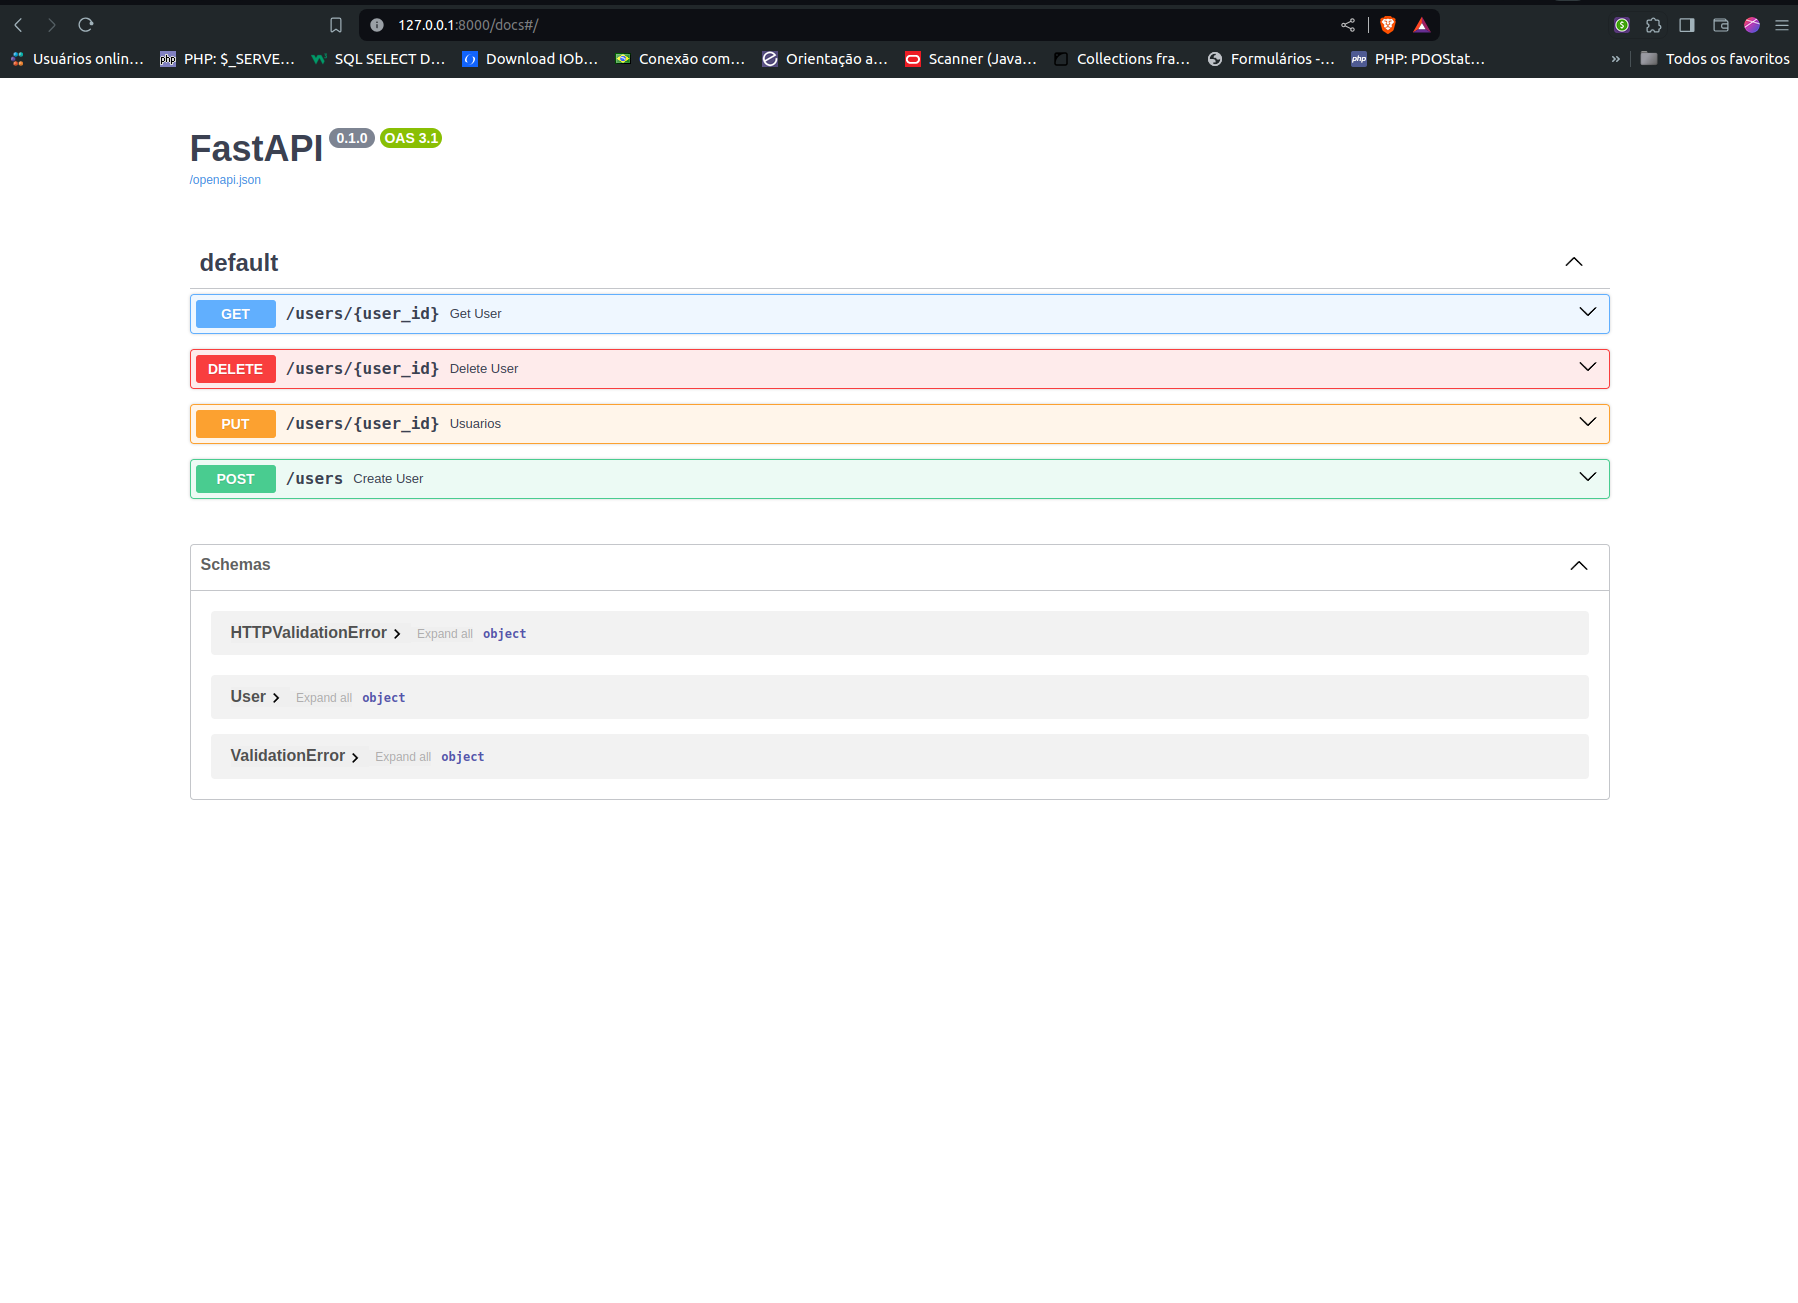 127.0.0.1:8000/docs#/
Usuários onlin... PHP: $_SERVE... SQL SELECT D... Download IOb... Conexão com... Orientação a... Scanner (Java... Collections fra... Formulários -... PHP: PDOStat... » Todos os favoritos
FastAPI 0.1.0 OAS 3.1
/openapi.json
default
GET /users/{user_id} Get User
DELETE /users/{user_id} Delete User
PUT /users/{user_id} Usuarios
POST /users Create User
Schemas
HTTPValidationError Expand all object
User Expand all object
ValidationError Expand all object